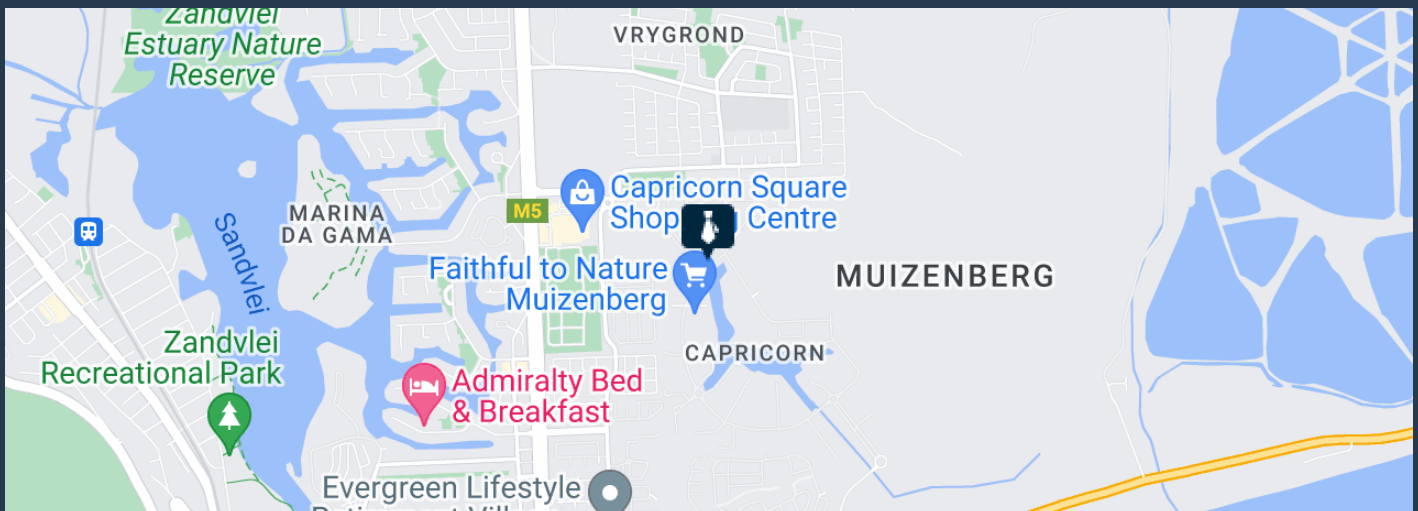 Zandvlei
Estuary Nature
Reserve
VRYGROND
Capricorn Square
Shop Centre
M5
MARINA
DA GAMA
Sandvlei
Faithful to Nature
Muizenberg
MUIZENBERG
Zandvlei
Recreational Park
CAPRICORN
Admiralty Bed
& Breakfast
Evergreen Lifestyle